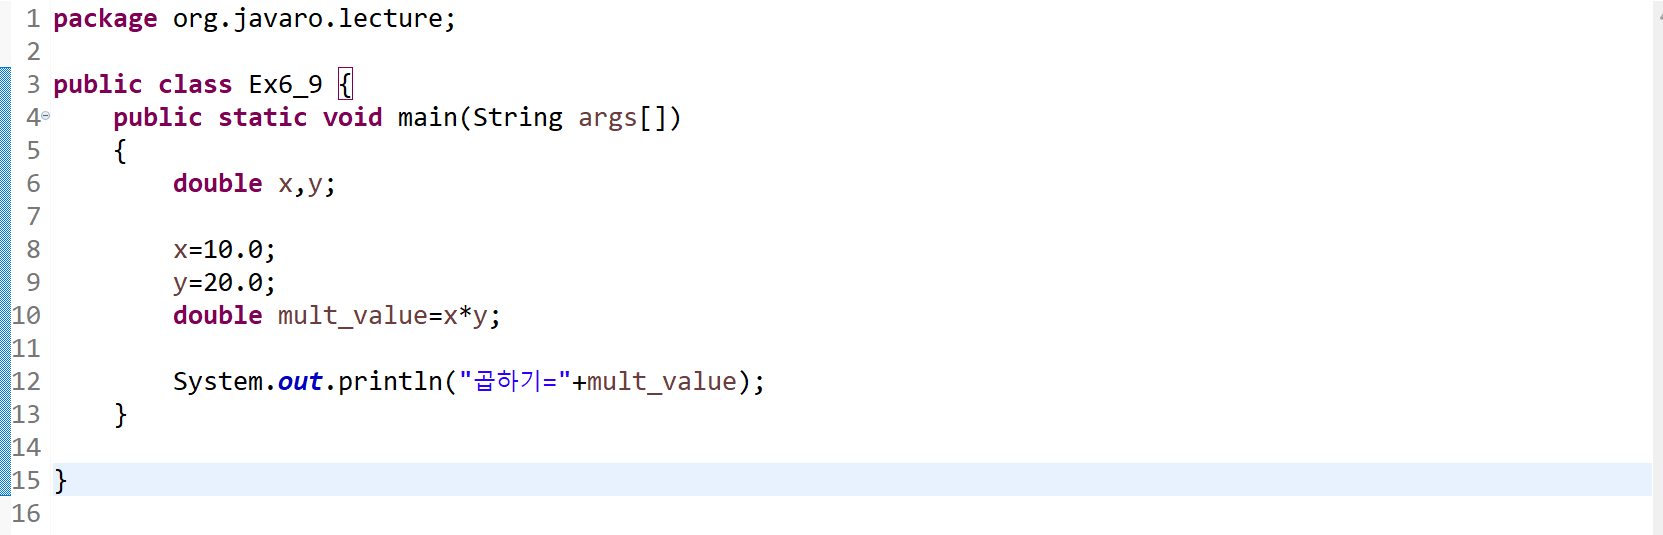 1 package org.javaro.lecture;
2
3 public class Ex6_9 {
4     public static void main(String args[])
5     {
6         double x,y;
7
8         x=10.0;
9         y=20.0;
10         double mult_value=x*y;
11
12         System.out.println("곱하기="+mult_value);
13     }
14
15 }
16